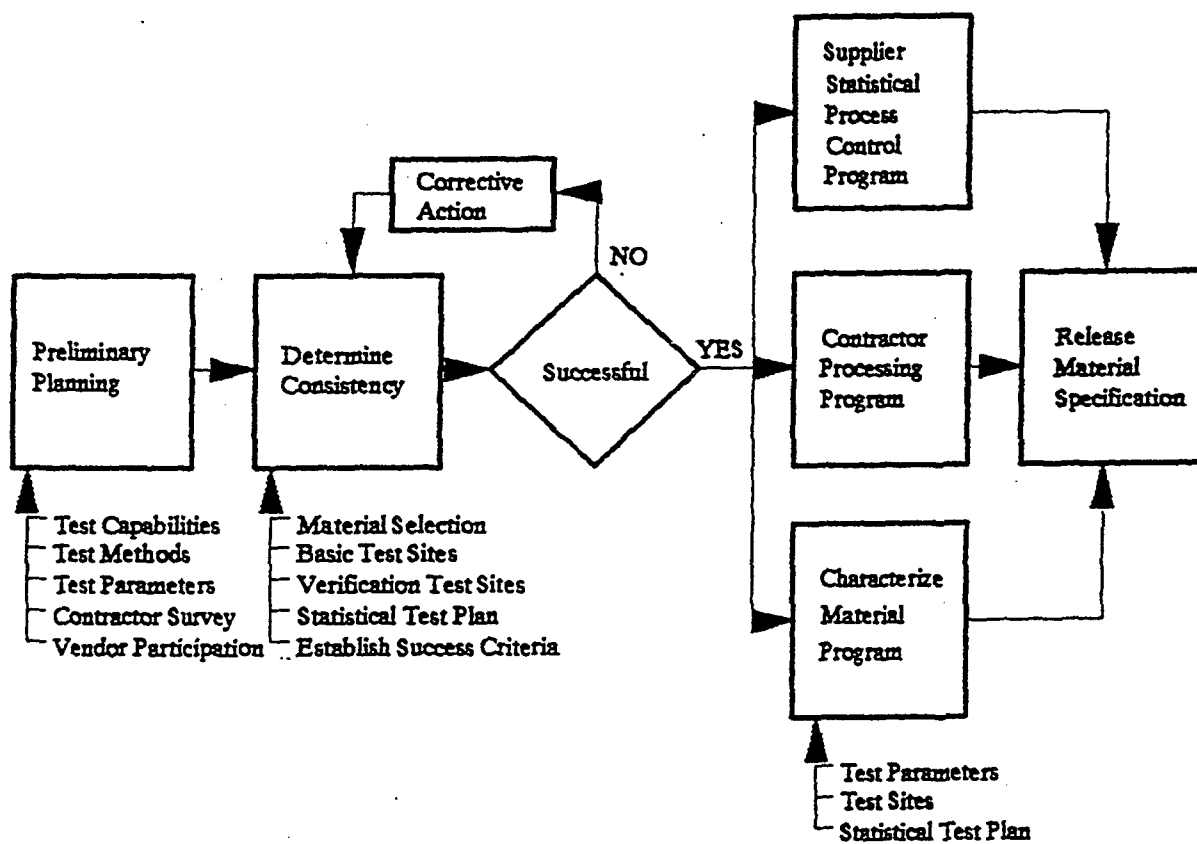 Supplier
Statistical
Process
Control
Program
Corrective
Action
NO
Preliminary
Planning
Determine
Consistency
Successful
YES
Contractor
Processing
Program
Release
Material
Specification
Test Capabilities
Test Methods
Test Parameters
Contractor Survey
Vendor Participation
Material Selection
Basic Test Sites
Verification Test Sites
Statistical Test Plan
Establish Success Criteria
Characterize
Material
Program
Test Parameters
Test Sites
Statistical Test Plan